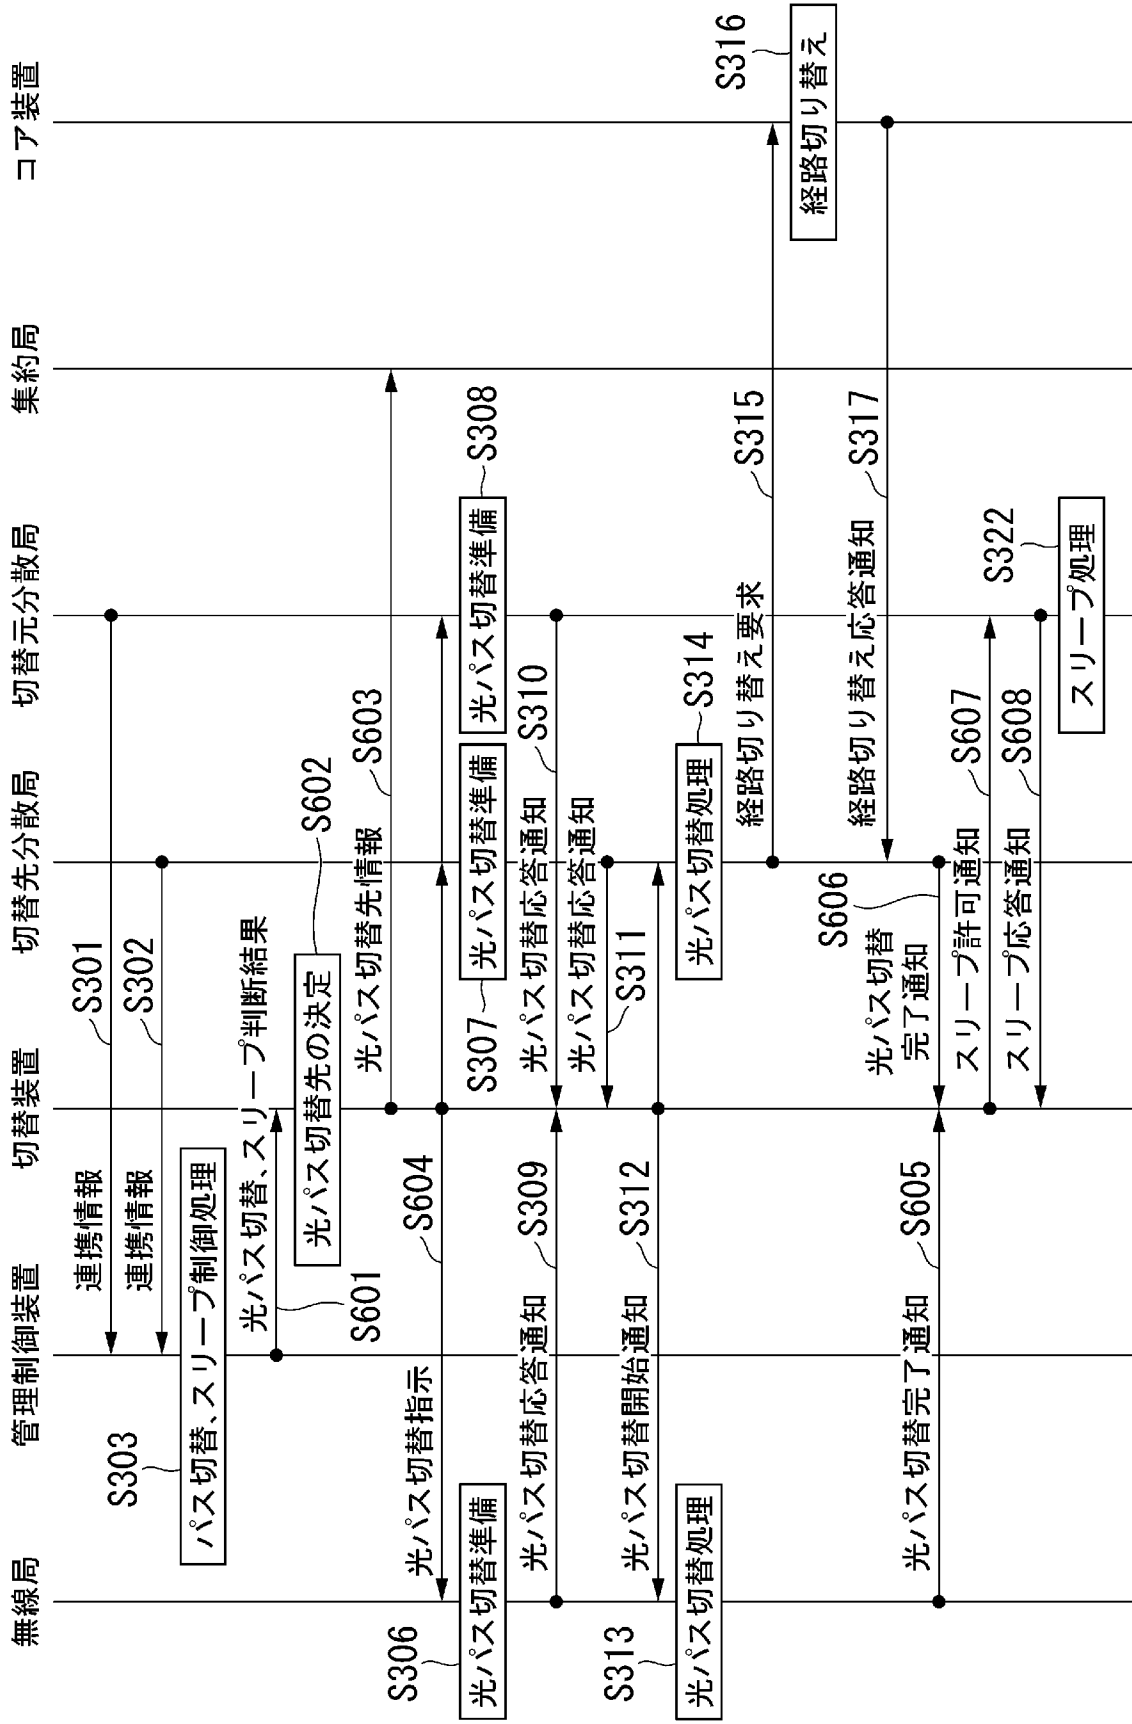 無線局
管理制御装置
切替装置
切替先分散局
切替元分散局
集約局
コア装置
連携情報
S301
連携情報
S302
S303
パス切替、スリープ制御処理
光パス切替、スリープ判断結果
S601
光パス切替先の決定
S602
光パス切替先情報
S603
光パス切替指示
S604
S306
光パス切替準備
S307
光パス切替準備
光パス切替準備
S308
光パス切替応答通知
S309
光パス切替応答通知
S310
光パス切替応答通知
S311
光パス切替開始通知
S312
S313
光パス切替処理
光パス切替処理
S314
経路切り替え要求
S315
S316
経路切り替え
経路切り替え応答通知
S317
光パス切替完了通知
S605
光パス切替
完了通知
S606
スリープ許可通知
S607
スリープ応答通知
S608
S322
スリープ処理